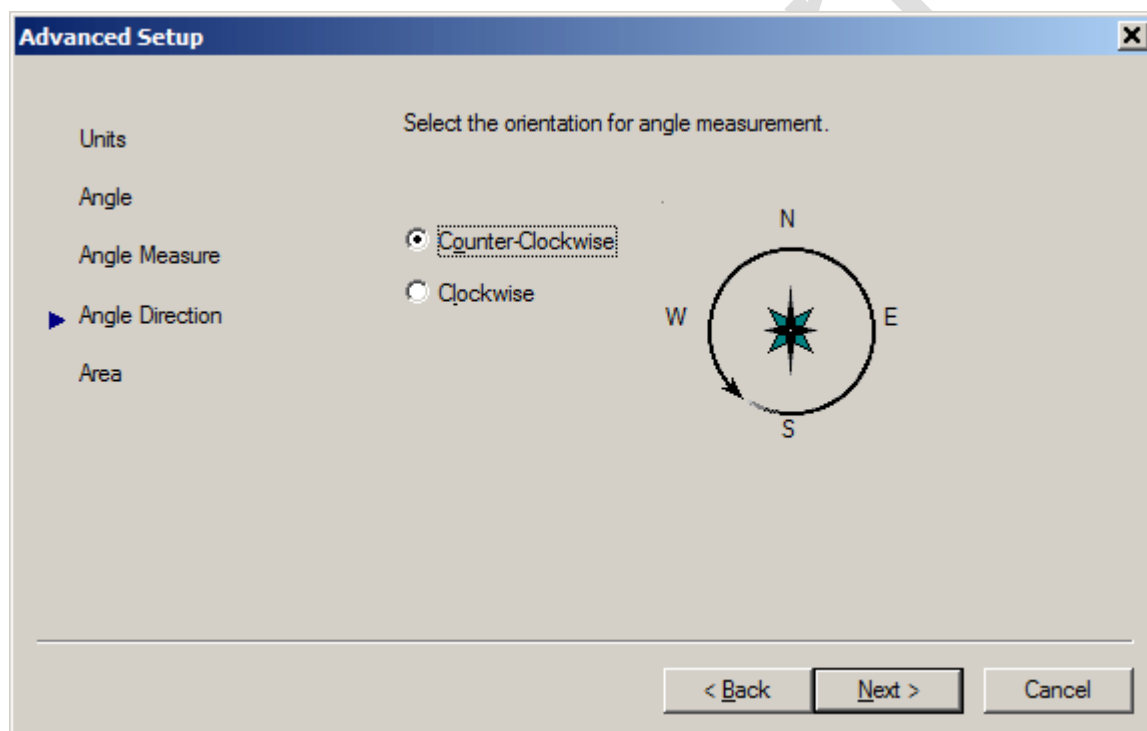 Advanced Setup
Units
Angle
Angle Measure
Angle Direction
Area
Select the orientation for angle measurement.
Counter-Clockwise
Clockwise
N
W
E
S
< Back
Next >
Cancel